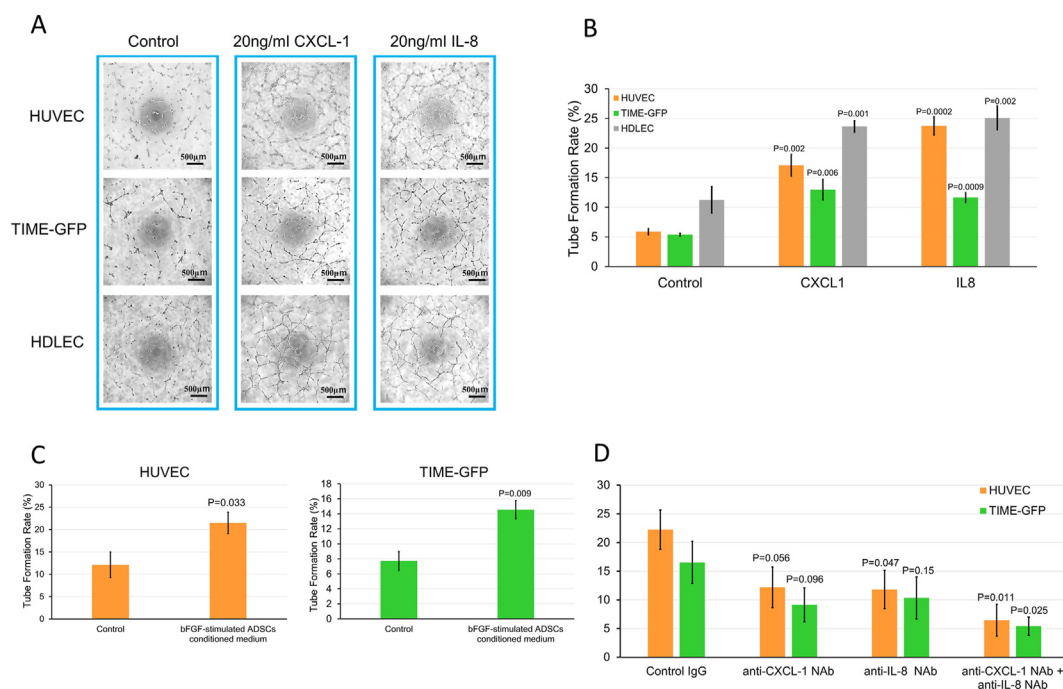 A
Control
20ng/ml CXCL-1
20ng/ml IL-8
HUVEC
500μm
500μm
500μm
TIME-GFP
500μm
500μm
500μm
HDLEC
500μm
500μm
500μm
B
Tube Formation Rate (%)
30
25
20
15
10
5
0
HUVEC
TIME-GFP
HDLEC
P=0.002
P=0.006
P=0.001
P=0.0002
P=0.0009
P=0.002
Control
CXCL1
IL8
C
HUVEC
Tube Formation Rate (%)
30
25
20
15
10
5
0
P=0.033
Control
bFGF-stimulated ADSCs
conditioned medium
TIME-GFP
Tube Formation Rate (%)
18
16
14
12
10
8
6
4
2
0
P=0.009
Control
bFGF-stimulated ADSCs
conditioned medium
D
30
25
20
15
10
5
0
HUVEC
TIME-GFP
P=0.056
P=0.096
P=0.047
P=0.15
P=0.011
P=0.025
Control IgG
anti-CXCL-1 NAb
anti-IL-8 NAb
anti-CXCL-1 NAb +
anti-IL-8 NAb